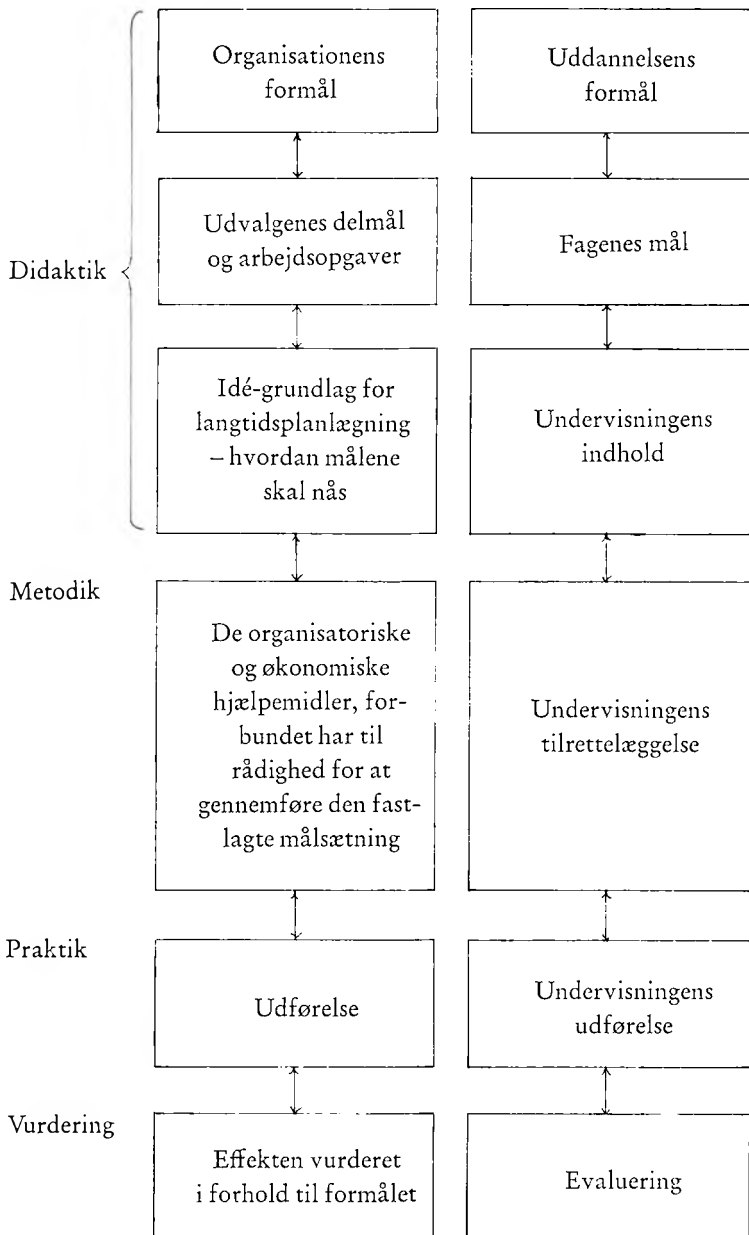 Organisationens
formål
Uddannelsens
formål
Didaktik
Udvalgenes delmål
og arbejdsopgaver
Fagenes mål
Idé-grundlag for
langtidsplanlægning
– hvordan målene
skal nås
Undervisningens
indhold
Metodik
De organisatoriske
og økonomiske
hjælpemidler, for-
bundet har til
rådighed for at
gennemføre den fast-
lagte målsætning
Undervisningens
tilrettelæggelse
Praktik
Udførelse
Undervisningens
udførelse
Vurdering
Effekten vurderet
i forhold til formålet
Evaluering